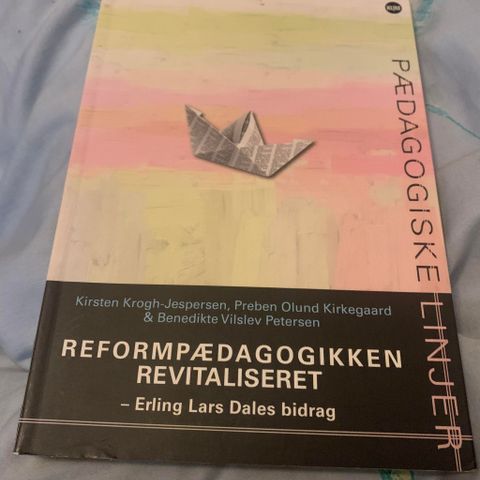 PÆDAGOGISKE LINJER
Kirsten Krogh-Jespersen, Preben Olund Kirkegaard
& Benedikte Vilslev Petersen
REFORMPÆDAGOGIKKEN
REVITALISERET
– Erling Lars Dales bidrag